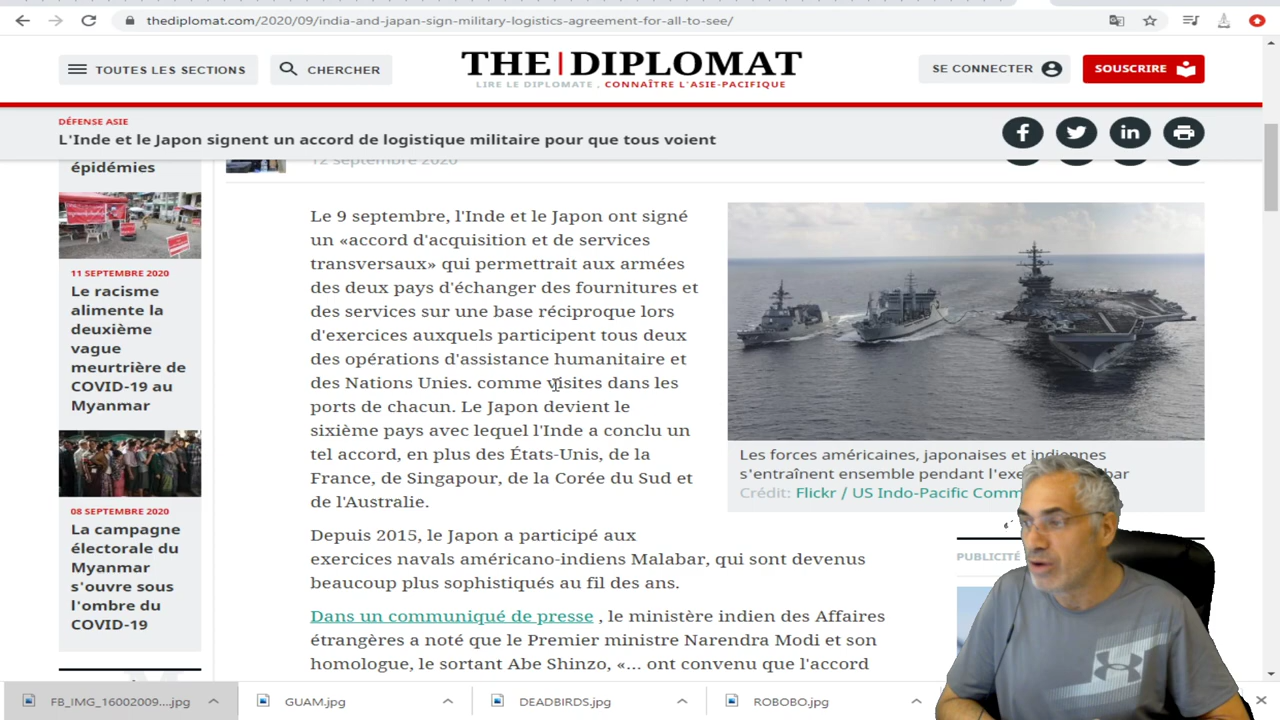 thediplomat.com/2020/09/india-and-japan-sign-military-logistics-agreement-for-all-to-see/
TOUTES LES SECTIONS
CHERCHER
THE DIPLOMAT
LIRE LE DIPLOMATE , CONNAÎTRE L'ASIE-PACIFIQUE
SE CONNECTER
SOUSCRIRE
DÉFENSE ASIE
L'Inde et le Japon signent un accord de logistique militaire pour que tous voient
épidémies
11 SEPTEMBRE 2020
Le racisme
alimente la
deuxième
vague
meurtrière de
COVID-19 au
Myanmar
08 SEPTEMBRE 2020
La campagne
électorale du
Myanmar
s'ouvre sous
l'ombre du
COVID-19
12 septembre 2020
Le 9 septembre, l'Inde et le Japon ont signé
un «accord d'acquisition et de services
transversaux» qui permettrait aux armées
des deux pays d'échanger des fournitures et
des services sur une base réciproque lors
d'exercices auxquels participent tous deux
des opérations d'assistance humanitaire et
des Nations Unies. comme visites dans les
ports de chacun. Le Japon devient le
sixième pays avec lequel l'Inde a conclu un
tel accord, en plus des États-Unis, de la
France, de Singapour, de la Corée du Sud et
de l'Australie.
Depuis 2015, le Japon a participé aux
exercices navals américano-indiens Malabar, qui sont devenus
beaucoup plus sophistiqués au fil des ans.
Dans un communiqué de presse , le ministère indien des Affaires
étrangères a noté que le Premier ministre Narendra Modi et son
homologue, le sortant Abe Shinzo, «... ont convenu que l'accord
Les forces américaines, japonaises et indiennes
s'entraînent ensemble pendant l'exe bar
Crédit: Flickr / US Indo-Pacific Comm
PUBLICITÉ
FB_IMG_16002009....jpg
GUAM.jpg
DEADBIRDS.jpg
ROBOBO.jpg